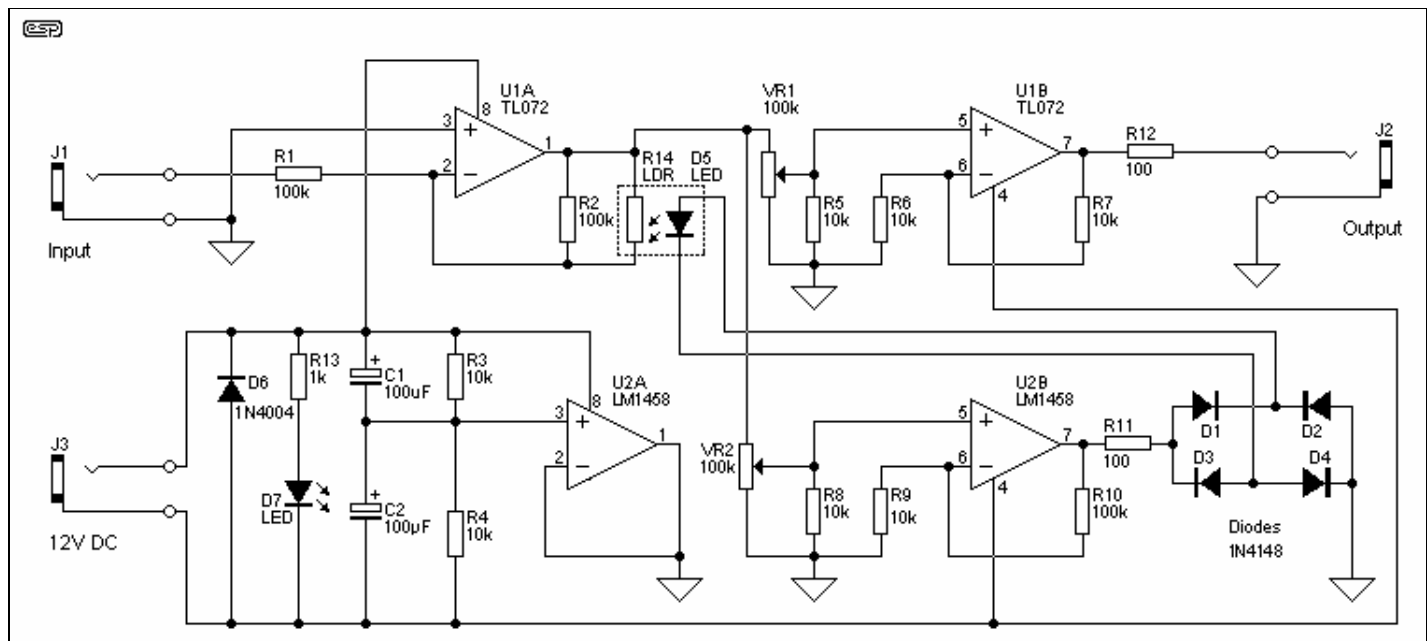 esp
U1A
TL072
8
3
+
2
−
1
J1
R1
100k
Input
R2
100k
R14
LDR
D5
LED
VR1
100k
U1B
TL072
5
+
6
−
7
4
R5
10k
R6
10k
R7
10k
R12
100
J2
Output
D6
1N4004
R13
1k
D7
LED
+
C1
100uF
+
C2
100µF
R3
10k
R4
10k
U2A
LM1458
8
3
+
2
−
1
J3
12V DC
VR2
100k
U2B
LM1458
5
+
6
−
7
4
R8
10k
R9
10k
R10
100k
R11
100
D1
D2
D3
D4
Diodes
1N4148